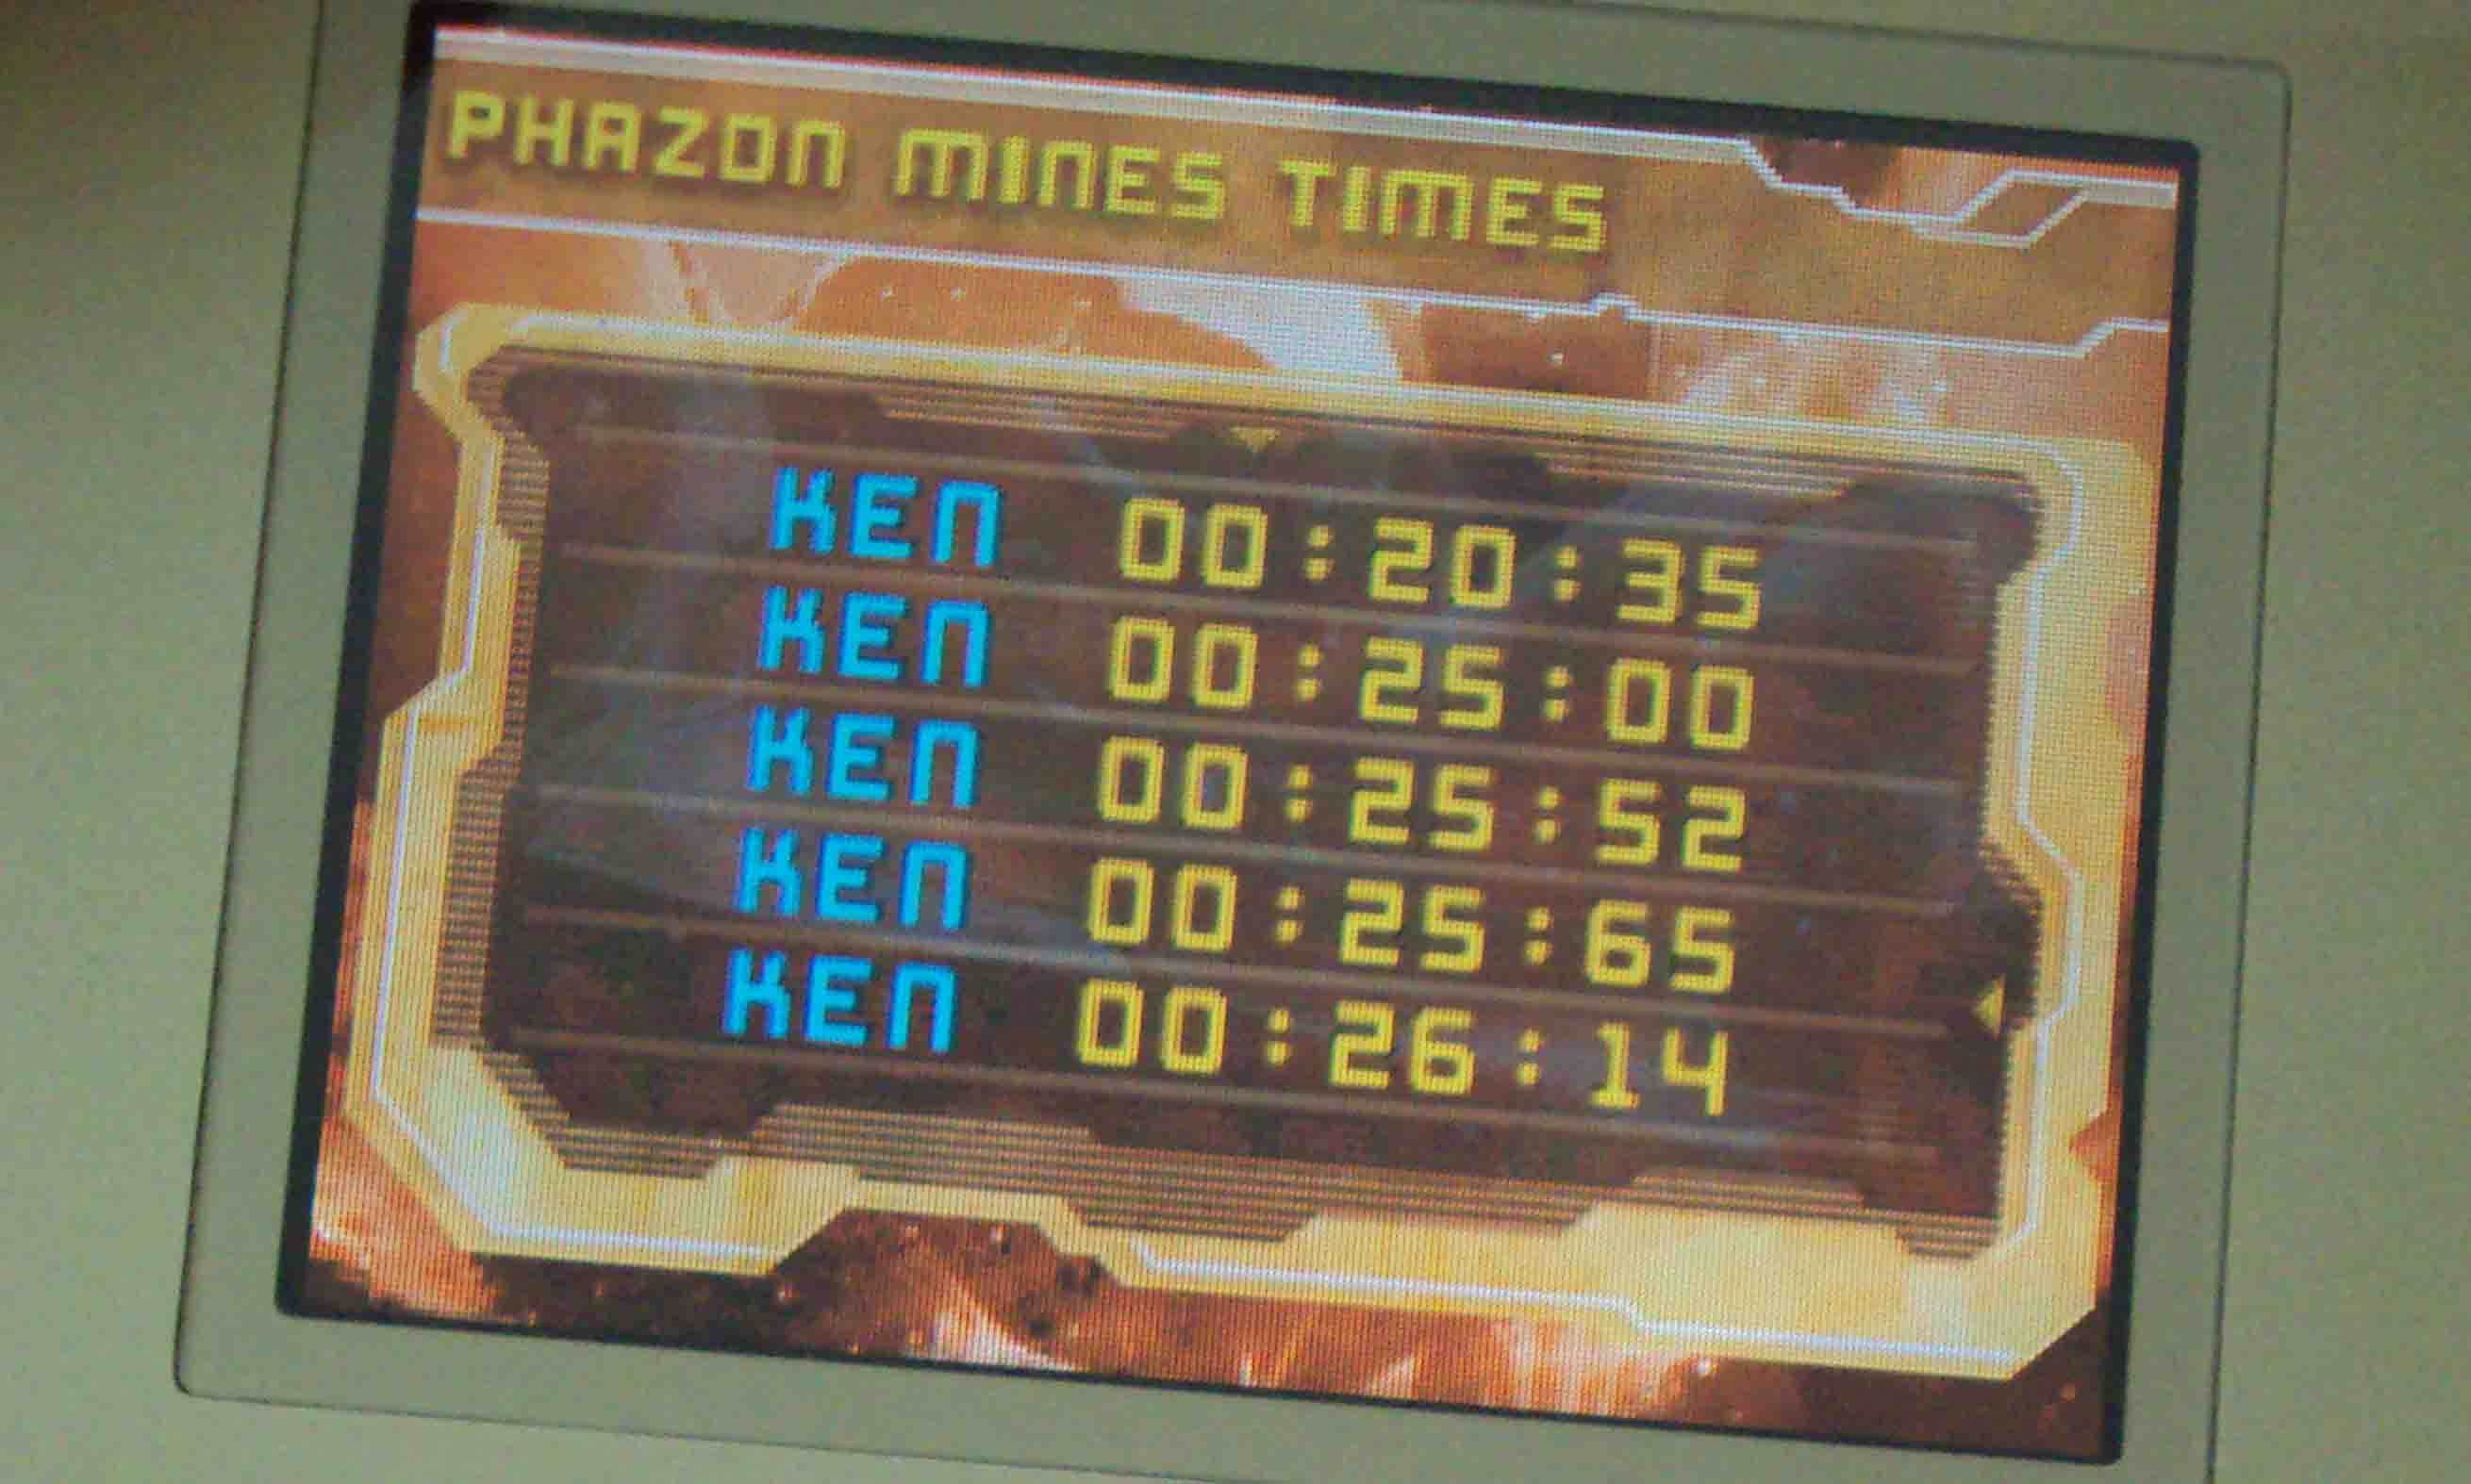 PHAZON MINES TIMES
KEN 00:20:35
KEN 00:25:00
KEN 00:25:52
KEN 00:25:65
KEN 00:26:14